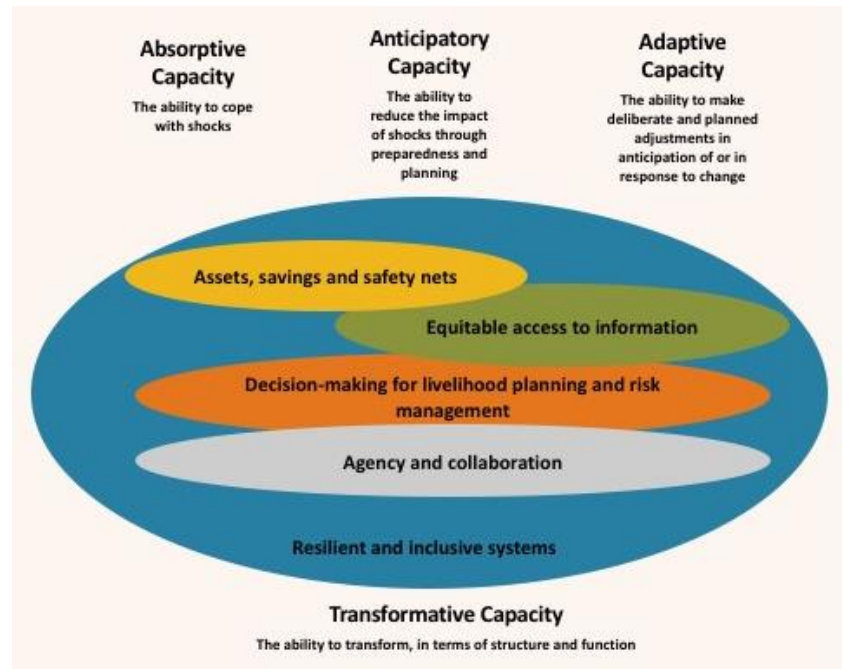 Absorptive
Capacity
The ability to cope
with shocks
Anticipatory
Capacity
The ability to
reduce the impact
of shocks through
preparedness and
planning
Adaptive
Capacity
The ability to make
deliberate and planned
adjustments in
anticipation of or in
response to change
Assets, savings and safety nets
Equitable access to information
Decision-making for livelihood planning and risk
management
Agency and collaboration
Resilient and inclusive systems
Transformative Capacity
The ability to transform, in terms of structure and function